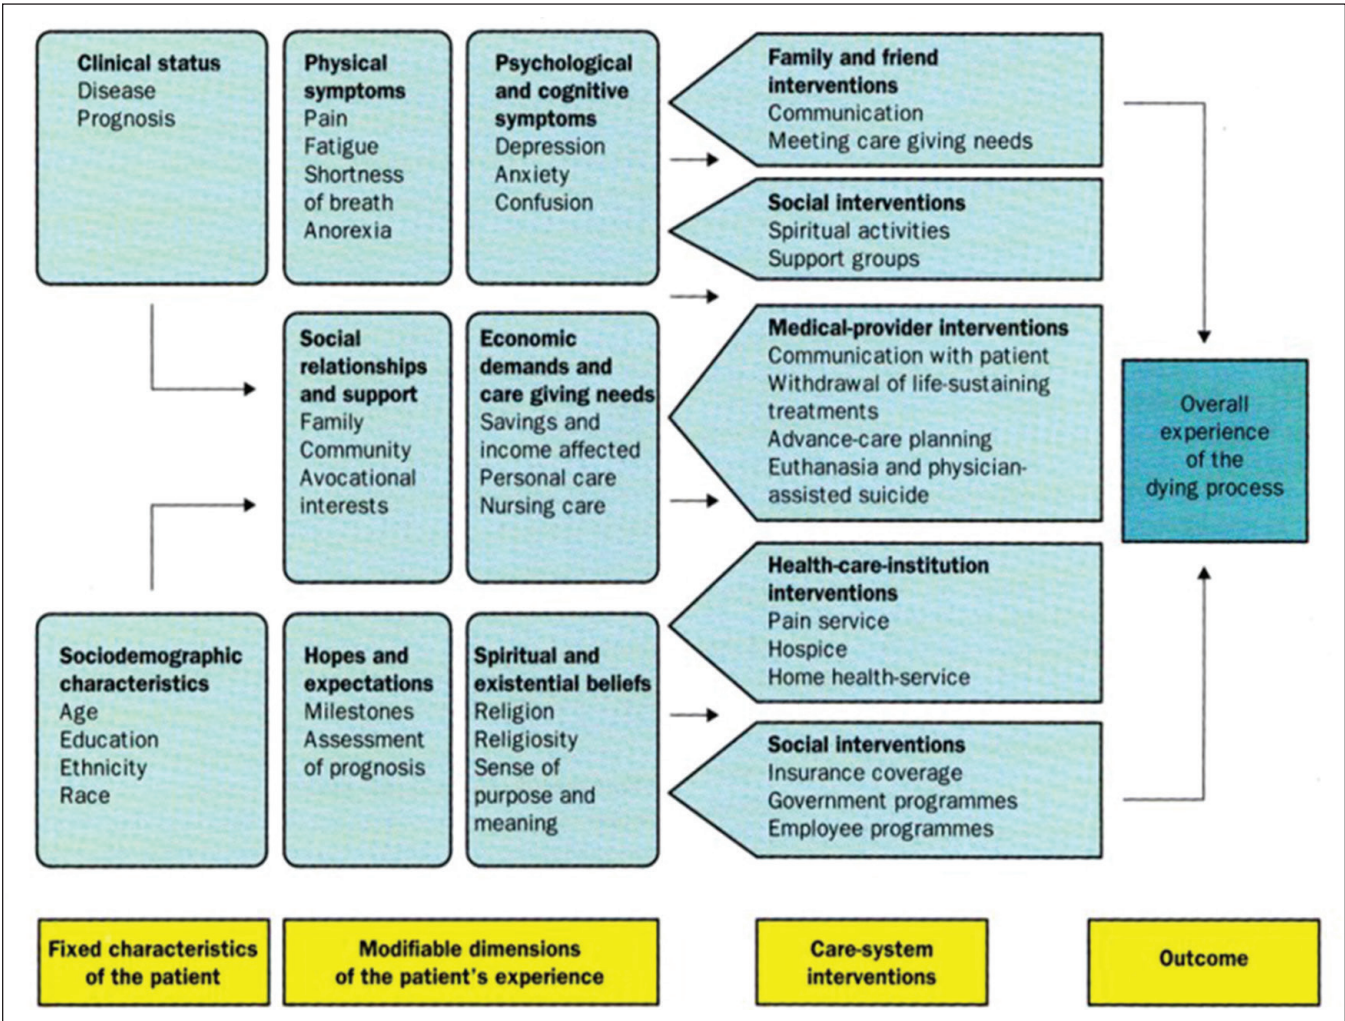 Clinical status
Disease
Prognosis
Physical
symptoms
Pain
Fatigue
Shortness
of breath
Anorexia
Psychological
and cognitive
symptoms
Depression
Anxiety
Confusion
Family and friend
interventions
Communication
Meeting care giving needs
Social interventions
Spiritual activities
Support groups
Social
relationships
and support
Family
Community
Avocational
interests
Economic
demands and
care giving needs
Savings and
income affected
Personal care
Nursing care
Medical-provider interventions
Communication with patient
Withdrawal of life-sustaining
treatments
Advance-care planning
Euthanasia and physician-
assisted suicide
Overall
experience
of the
dying process
Sociodemographic
characteristics
Age
Education
Ethnicity
Race
Hopes and
expectations
Milestones
Assessment
of prognosis
Spiritual and
existential beliefs
Religion
Religiosity
Sense of
purpose and
meaning
Health-care-institution
interventions
Pain service
Hospice
Home health-service
Social interventions
Insurance coverage
Government programmes
Employee programmes
Fixed characteristics
of the patient
Modifiable dimensions
of the patient's experience
Care-system
interventions
Outcome